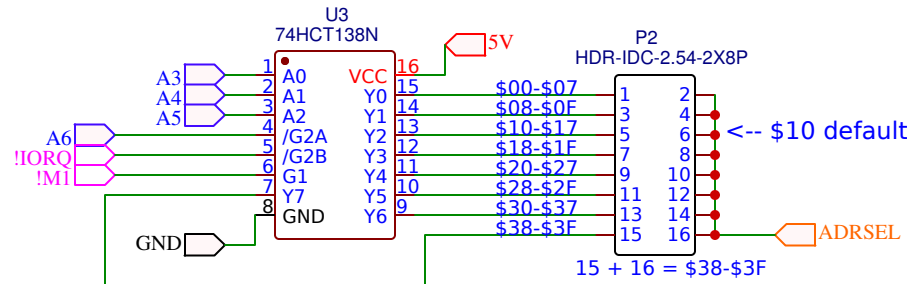 U3
74HCT138N
P2
HDR-IDC-2.54-2X8P
5V
A3 1 A0 VCC 16
A4 2 A1 Y0 15 $00-$07 1 2
A5 3 A2 Y1 14 $08-$0F 3 4
A6 4 /G2A Y2 13 $10-$17 5 6 <-- $10 default
!IORQ 5 /G2B Y3 12 $18-$1F 7 8
!M1 6 G1 Y4 11 $20-$27 9 10
7 Y7 Y5 10 $28-$2F 11 12
8 GND Y6 9 $30-$37 13 14
GND $38-$3F 15 16 ADRSEL
15 + 16 = $38-$3F